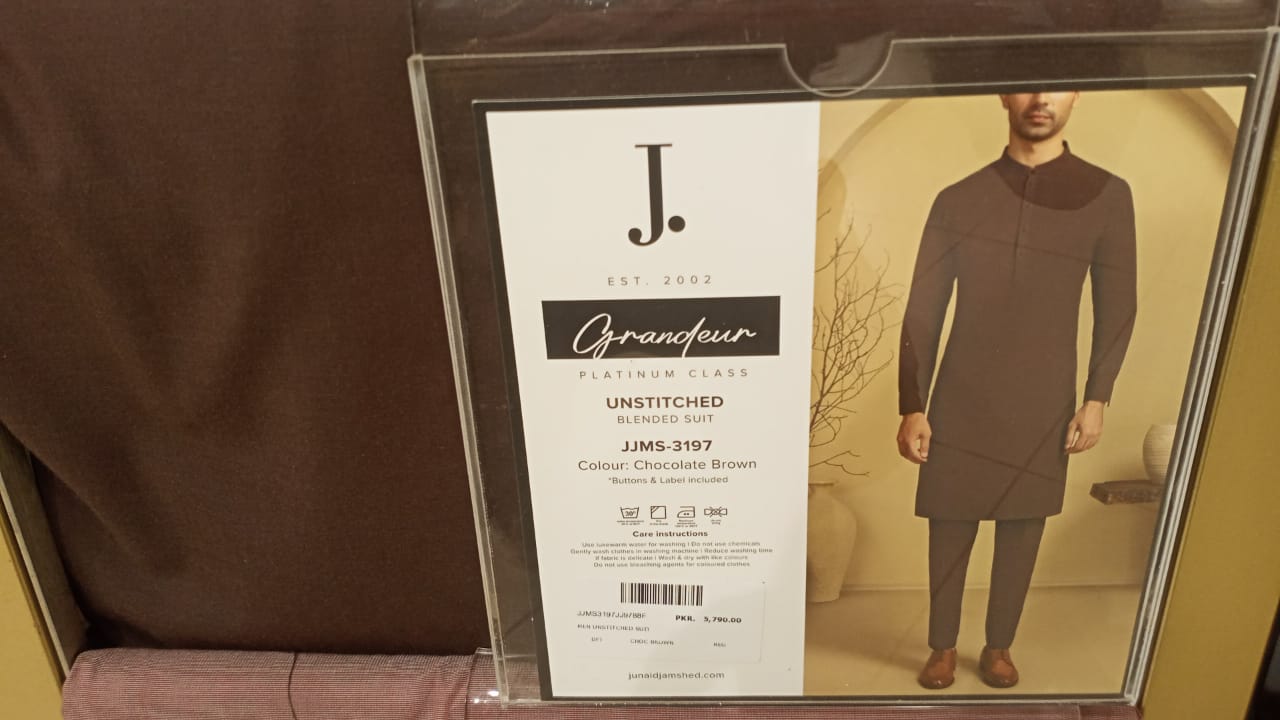 J.
EST. 2002
Grandeur
PLATINUM CLASS
UNSTITCHED
BLENDED SUIT
JJMS-3197
Colour: Chocolate Brown
*Buttons & Label included
30°
Care instructions
Use lukewarm water for washing | Do not use chemicals
Gently wash clothes in washing machine | Reduce washing time
if fabric is delicate | Wash & dry with like colours
Do not use bleaching agents for coloured clothes
PKR. 5,790.00
MEN UNSTITCHED SUIT
CHOC BROWN
junaidjamshed.com